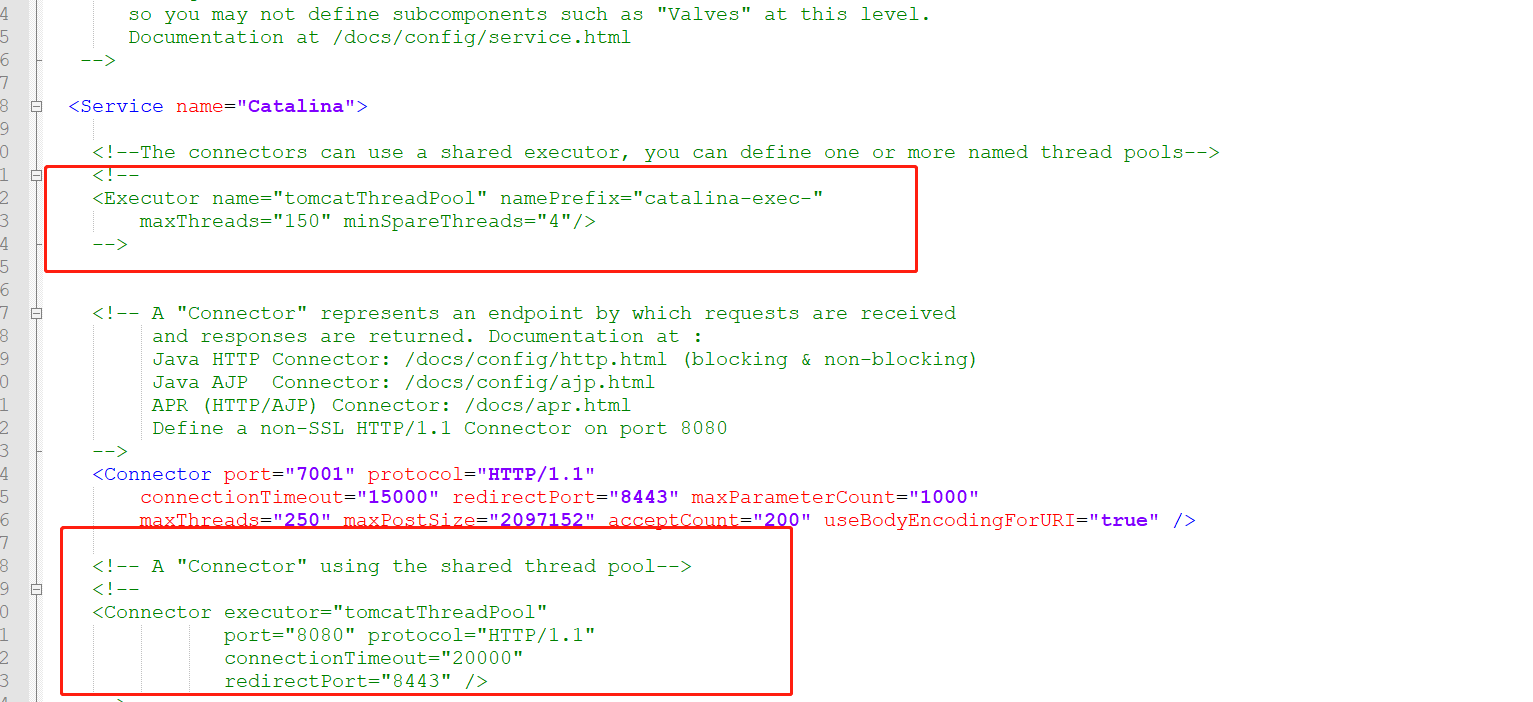 4 so you may not define subcomponents such as "Valves" at this level.
5 Documentation at /docs/config/service.html
6 -->
7
8 <Service name="Catalina">
9
0 <!--The connectors can use a shared executor, you can define one or more named thread pools-->
1 <!--
2 <Executor name="tomcatThreadPool" namePrefix="catalina-exec-"
3 maxThreads="150" minSpareThreads="4"/>
4 -->
5
6
7 <!-- A "Connector" represents an endpoint by which requests are received
8 and responses are returned. Documentation at :
9 Java HTTP Connector: /docs/config/http.html (blocking & non-blocking)
0 Java AJP  Connector: /docs/config/ajp.html
1 APR (HTTP/AJP) Connector: /docs/apr.html
2 Define a non-SSL HTTP/1.1 Connector on port 8080
3 -->
4 <Connector port="7001" protocol="HTTP/1.1"
5 connectionTimeout="15000" redirectPort="8443" maxParameterCount="1000"
6 maxThreads="250" maxPostSize="2097152" acceptCount="200" useBodyEncodingForURI="true" />
7
8 <!-- A "Connector" using the shared thread pool-->
9 <!--
0 <Connector executor="tomcatThreadPool"
1 port="8080" protocol="HTTP/1.1"
2 connectionTimeout="20000"
3 redirectPort="8443" />